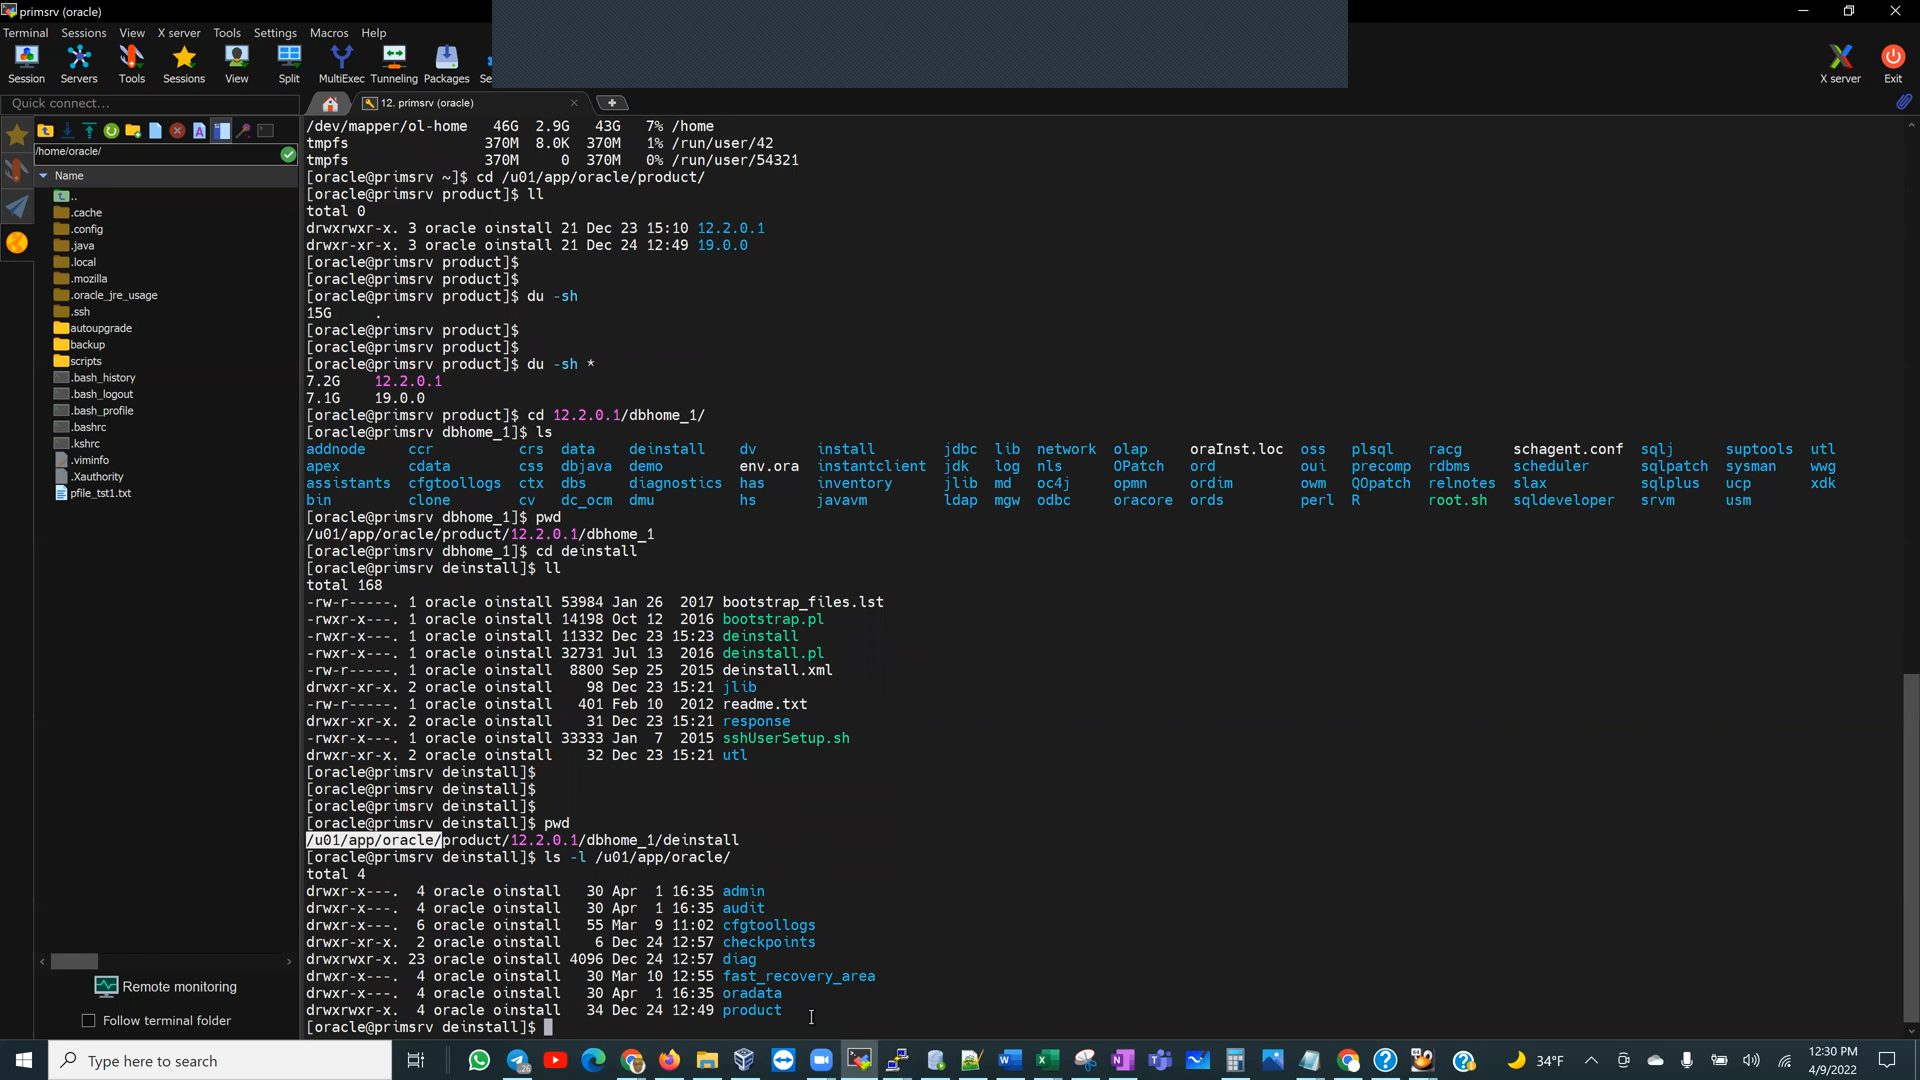 primsrv (oracle)
Terminal Sessions View X server Tools Settings Macros Help
Session Servers Tools Sessions View Split MultiExec Tunneling Packages Se X server Exit
Quick connect...
12. primsrv (oracle)
/home/oracle/
Name
..
.cache
.config
.java
.local
.mozilla
.oracle_jre_usage
.ssh
autoupgrade
backup
scripts
.bash_history
.bash_logout
.bash_profile
.bashrc
.kshrc
.viminfo
.Xauthority
pfile_tst1.txt
Remote monitoring
Follow terminal folder
/dev/mapper/ol-home 46G 2.9G 43G 7% /home
tmpfs 370M 8.0K 370M 1% /run/user/42
tmpfs 370M 0 370M 0% /run/user/54321
[oracle@primsrv ~]$ cd /u01/app/oracle/product/
[oracle@primsrv product]$ ll
total 0
drwxrwxr-x. 3 oracle oinstall 21 Dec 23 15:10 12.2.0.1
drwxr-xr-x. 3 oracle oinstall 21 Dec 24 12:49 19.0.0
[oracle@primsrv product]$
[oracle@primsrv product]$
[oracle@primsrv product]$ du -sh
15G .
[oracle@primsrv product]$
[oracle@primsrv product]$
[oracle@primsrv product]$ du -sh *
7.2G 12.2.0.1
7.1G 19.0.0
[oracle@primsrv product]$ cd 12.2.0.1/dbhome_1/
[oracle@primsrv dbhome_1]$ ls
addnode ccr crs data deinstall dv install jdbc lib network olap oraInst.loc oss plsql racg schagent.conf sqlj suptools utl
apex cdata css dbjava demo env.ora instantclient jdk log nls OPatch ord oui precomp rdbms scheduler sqlpatch sysman wwg
assistants cfgtoollogs ctx dbs diagnostics has inventory jlib md oc4j opmn ordim owm QOpatch relnotes slax sqlplus ucp xdk
bin clone cv dc_ocm dmu hs javavm ldap mgw odbc oracore ords perl R root.sh sqldeveloper srvm usm
[oracle@primsrv dbhome_1]$ pwd
/u01/app/oracle/product/12.2.0.1/dbhome_1
[oracle@primsrv dbhome_1]$ cd deinstall
[oracle@primsrv deinstall]$ ll
total 168
-rw-r-----. 1 oracle oinstall 53984 Jan 26 2017 bootstrap_files.lst
-rwxr-x---. 1 oracle oinstall 14198 Oct 12 2016 bootstrap.pl
-rwxr-x---. 1 oracle oinstall 11332 Dec 23 15:23 deinstall
-rwxr-x---. 1 oracle oinstall 32731 Jul 13 2016 deinstall.pl
-rw-r-----. 1 oracle oinstall 8800 Sep 25 2015 deinstall.xml
drwxr-xr-x. 2 oracle oinstall 98 Dec 23 15:21 jlib
-rw-r-----. 1 oracle oinstall 401 Feb 10 2012 readme.txt
drwxr-xr-x. 2 oracle oinstall 31 Dec 23 15:21 response
-rwxr-x---. 1 oracle oinstall 33333 Jan 7 2015 sshUserSetup.sh
drwxr-xr-x. 2 oracle oinstall 32 Dec 23 15:21 utl
[oracle@primsrv deinstall]$
[oracle@primsrv deinstall]$
[oracle@primsrv deinstall]$
[oracle@primsrv deinstall]$ pwd
/u01/app/oracle/product/12.2.0.1/dbhome_1/deinstall
[oracle@primsrv deinstall]$ ls -l /u01/app/oracle/
total 4
drwxr-x---. 4 oracle oinstall 30 Apr 1 16:35 admin
drwxr-x---. 4 oracle oinstall 30 Apr 1 16:35 audit
drwxr-x---. 6 oracle oinstall 55 Mar 9 11:02 cfgtoollogs
drwxr-xr-x. 2 oracle oinstall 6 Dec 24 12:57 checkpoints
drwxrwxr-x. 23 oracle oinstall 4096 Dec 24 12:57 diag
drwxr-x---. 4 oracle oinstall 30 Mar 10 12:55 fast_recovery_area
drwxr-x---. 4 oracle oinstall 30 Apr 1 16:35 oradata
drwxrwxr-x. 4 oracle oinstall 34 Dec 24 12:49 product
[oracle@primsrv deinstall]$
Type here to search
26
34°F
12:30 PM
4/9/2022